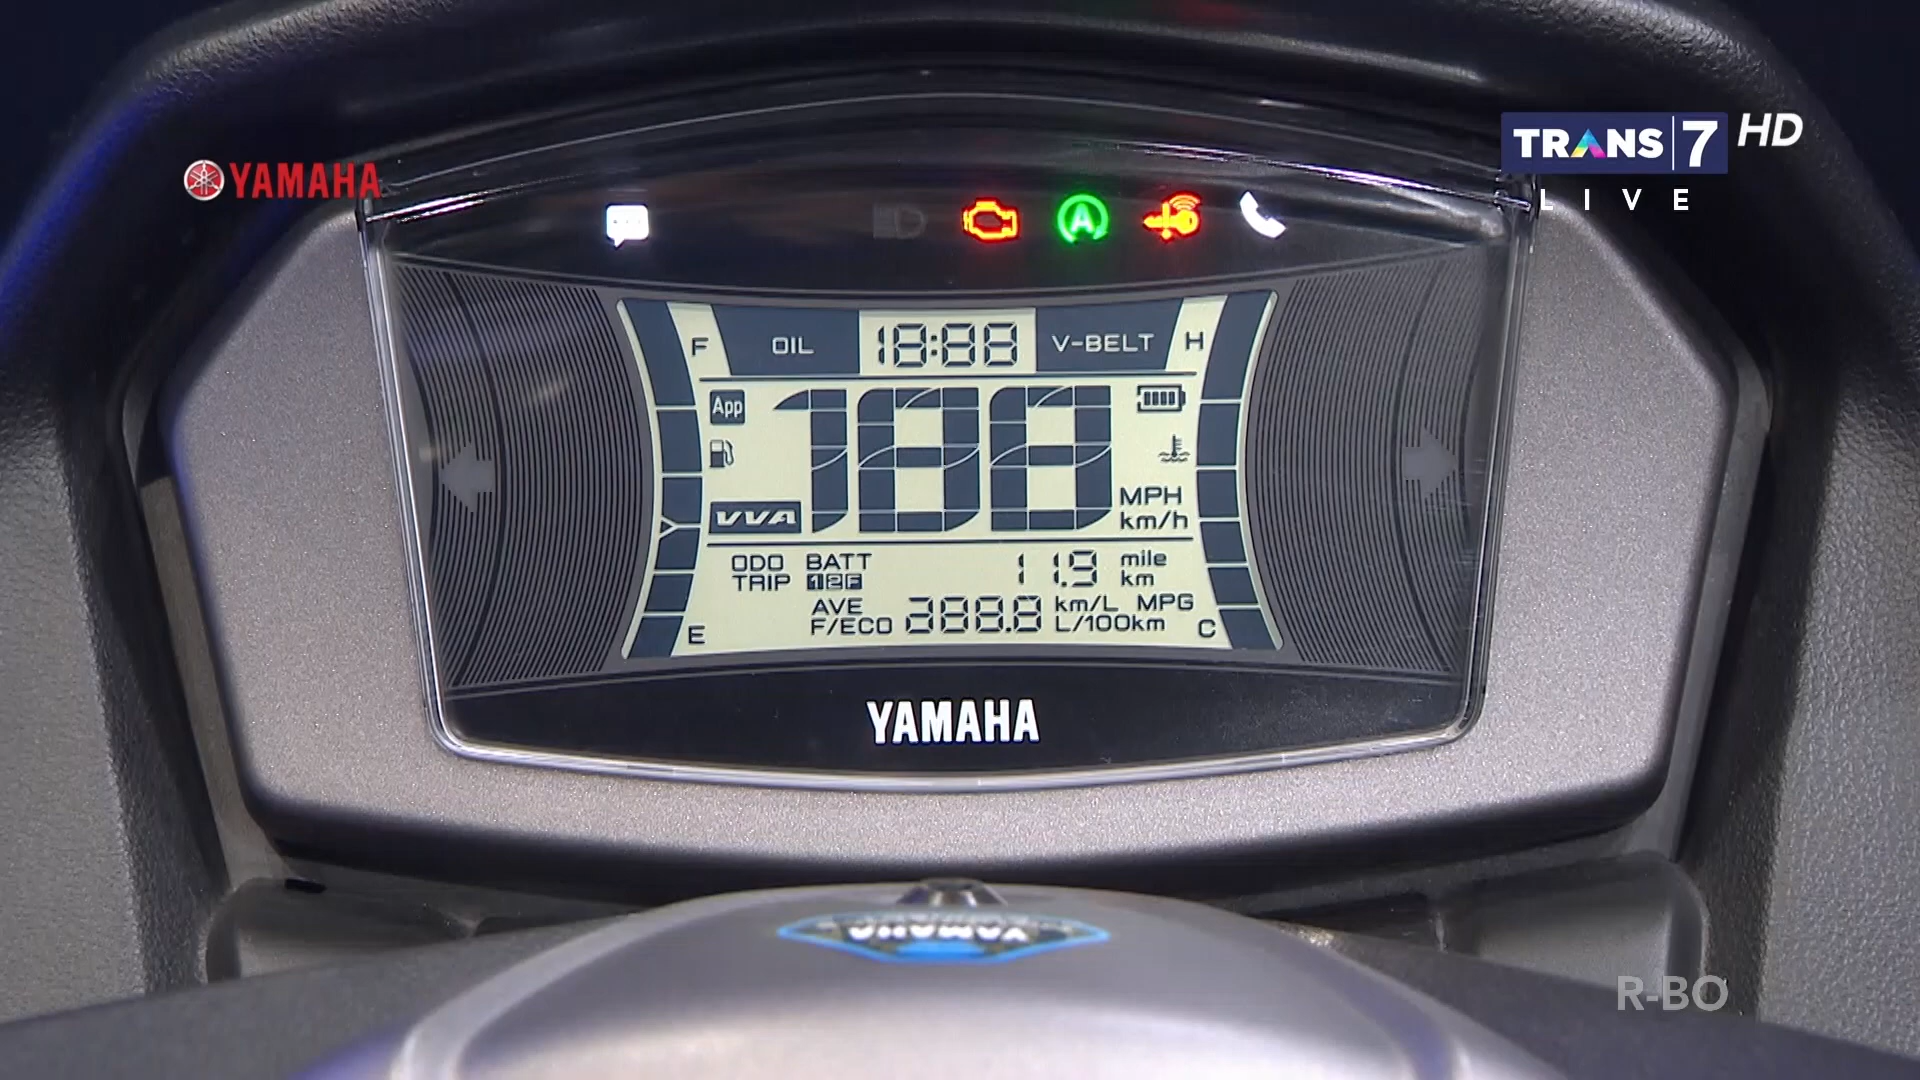 TRANS|7 HD
YAMAHA
LIVE
A
F OIL 18:88 V-BELT H
App 188
MPH
VVA km/h
ODO BATT 11.9 mile
TRIP 12F km
AVE 388.8 km/L MPG
F/ECO L/100km
E C
YAMAHA
YAMAHA
R-BO